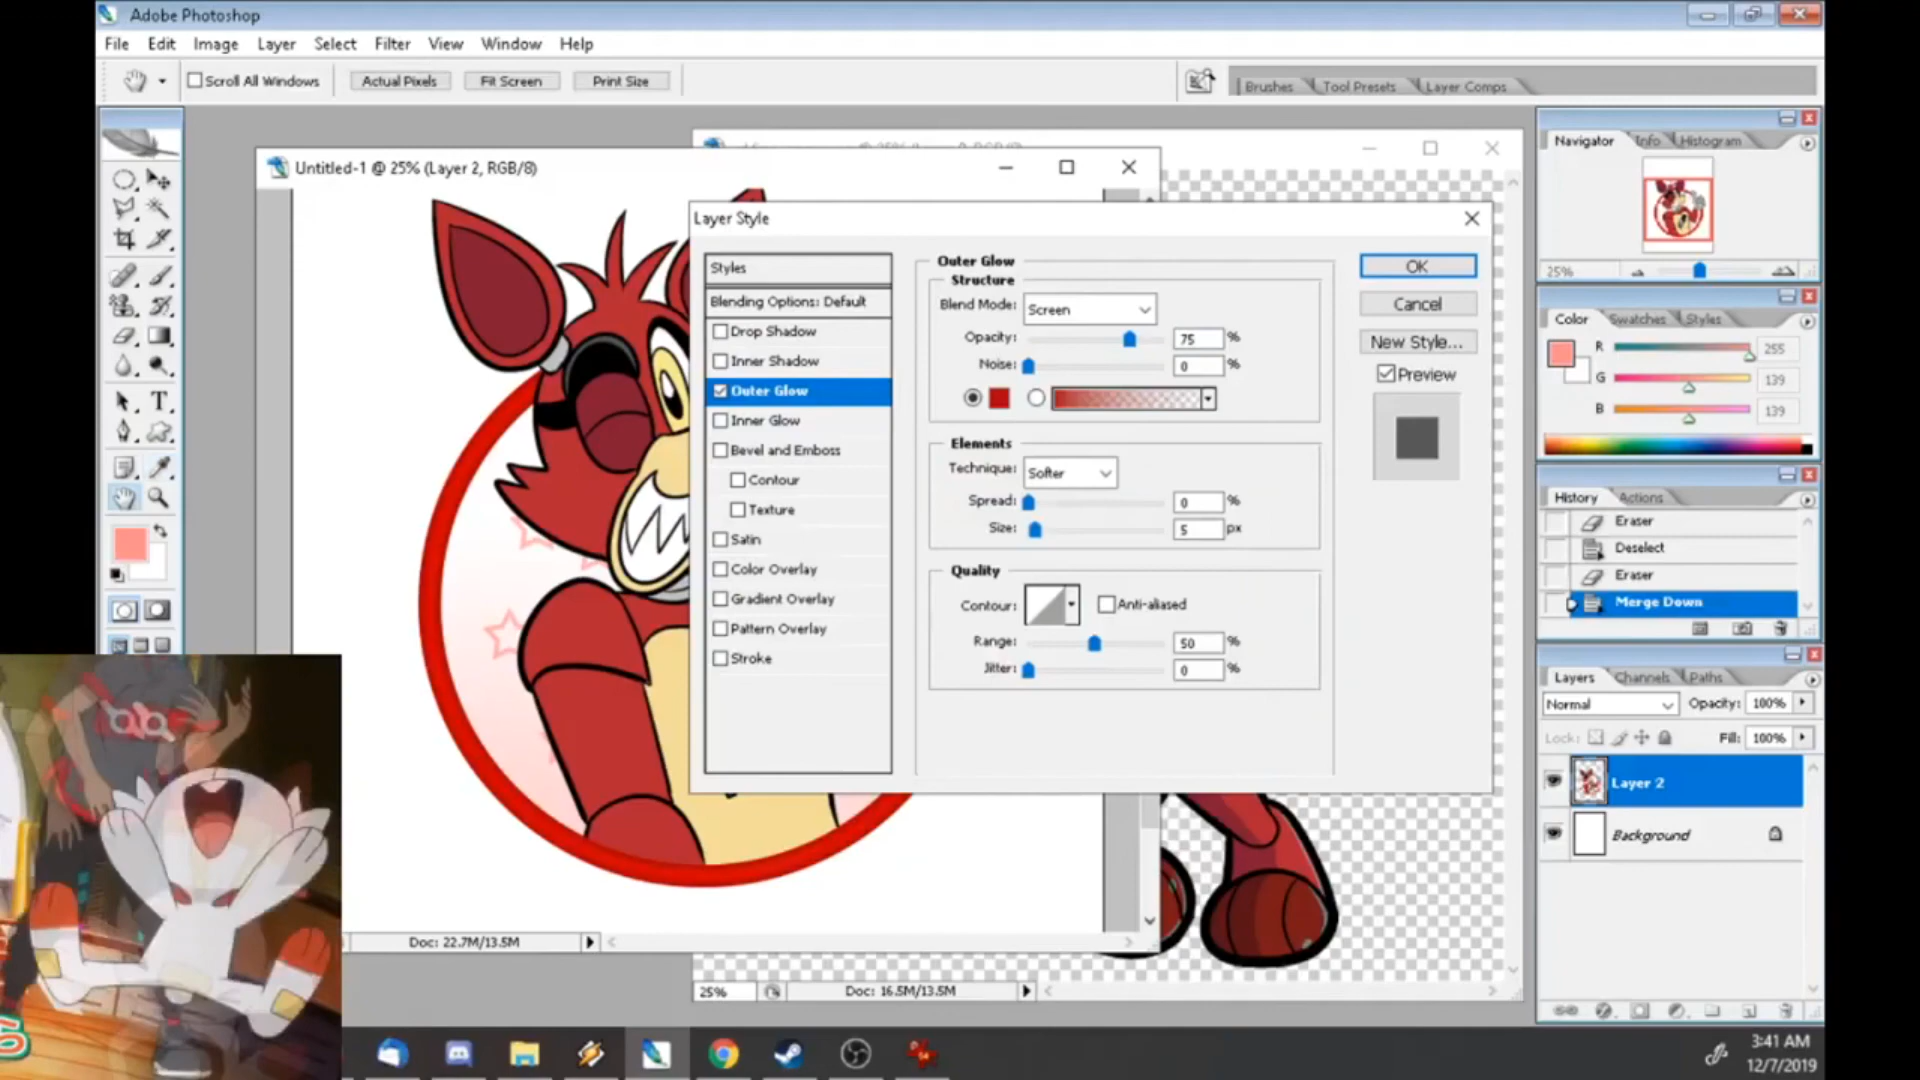 Adobe Photoshop
File Edit Image Layer Select Filter View Window Help
Scroll All Windows Actual Pixels Fit Screen Print Size
Brushes Tool Presets Layer Comps
Untitled-1 @ 25% (Layer 2, RGB/8)
Doc: 22.7M/13.5M
25% Doc: 16.5M/13.5M
Layer Style
Styles
Blending Options: Default
Drop Shadow
Inner Shadow
Outer Glow
Inner Glow
Bevel and Emboss
Contour
Texture
Satin
Color Overlay
Gradient Overlay
Pattern Overlay
Stroke
Outer Glow
Structure
Blend Mode: Screen
Opacity: 75 %
Noise: 0 %
Elements
Technique: Softer
Spread: 0 %
Size: 5 px
Quality
Contour: Anti-aliased
Range: 50 %
Jitter: 0 %
OK
Cancel
New Style...
Preview
Navigator Info Histogram
25%
Color Swatches Styles
R 255
G 139
B 139
History Actions
Eraser
Deselect
Eraser
Merge Down
Layers Channels Paths
Normal Opacity: 100%
Lock: Fill: 100%
Layer 2
Background
3:41 AM
12/7/2019